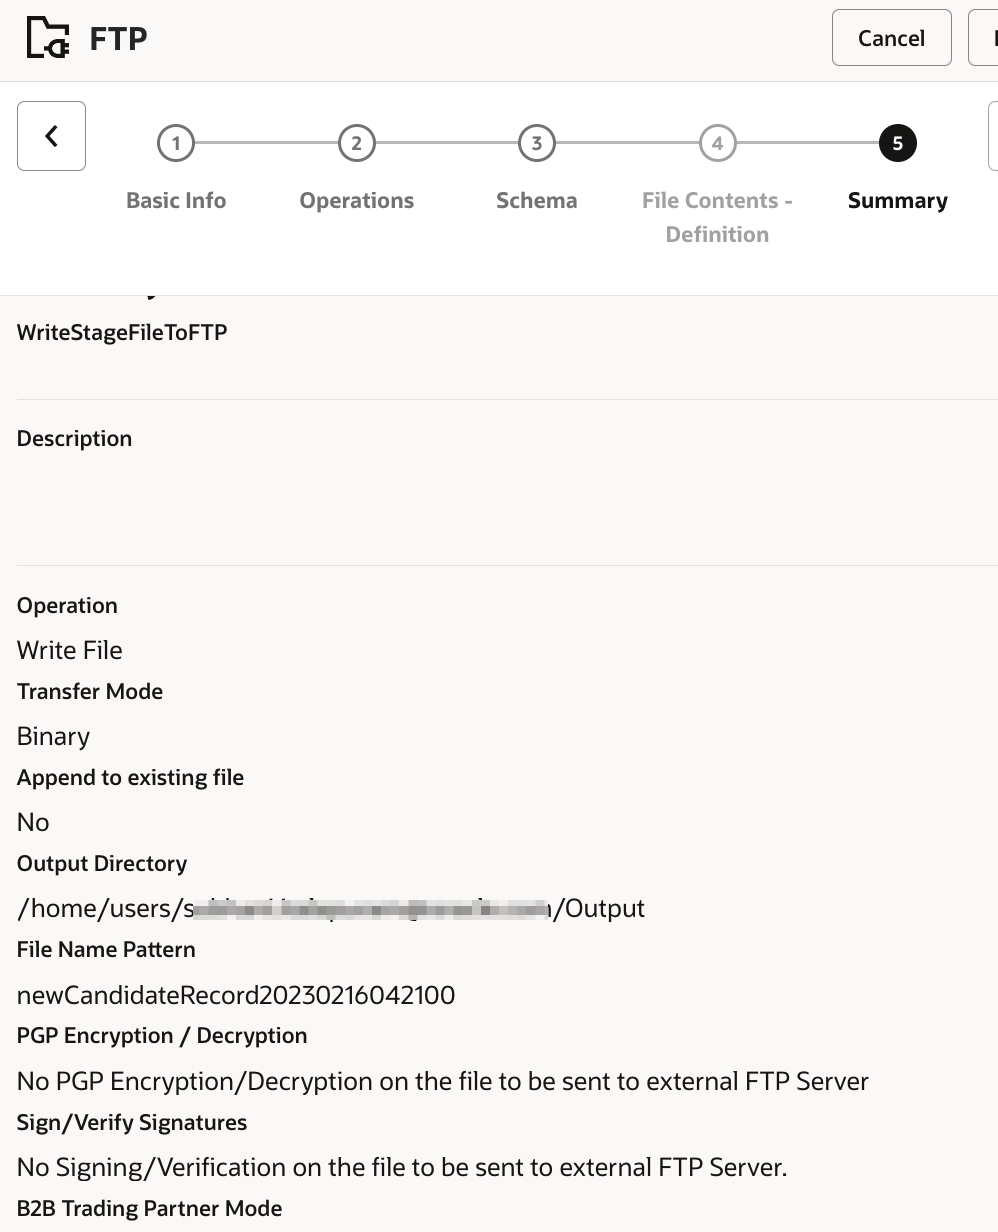 FTP
Cancel
1
2
3
4
5
Basic Info
Operations
Schema
File Contents -
Definition
Summary
WriteStageFileToFTP
Description
Operation
Write File
Transfer Mode
Binary
Append to existing file
No
Output Directory
/home/users/s /Output
File Name Pattern
newCandidateRecord20230216042100
PGP Encryption / Decryption
No PGP Encryption/Decryption on the file to be sent to external FTP Server
Sign/Verify Signatures
No Signing/Verification on the file to be sent to external FTP Server.
B2B Trading Partner Mode